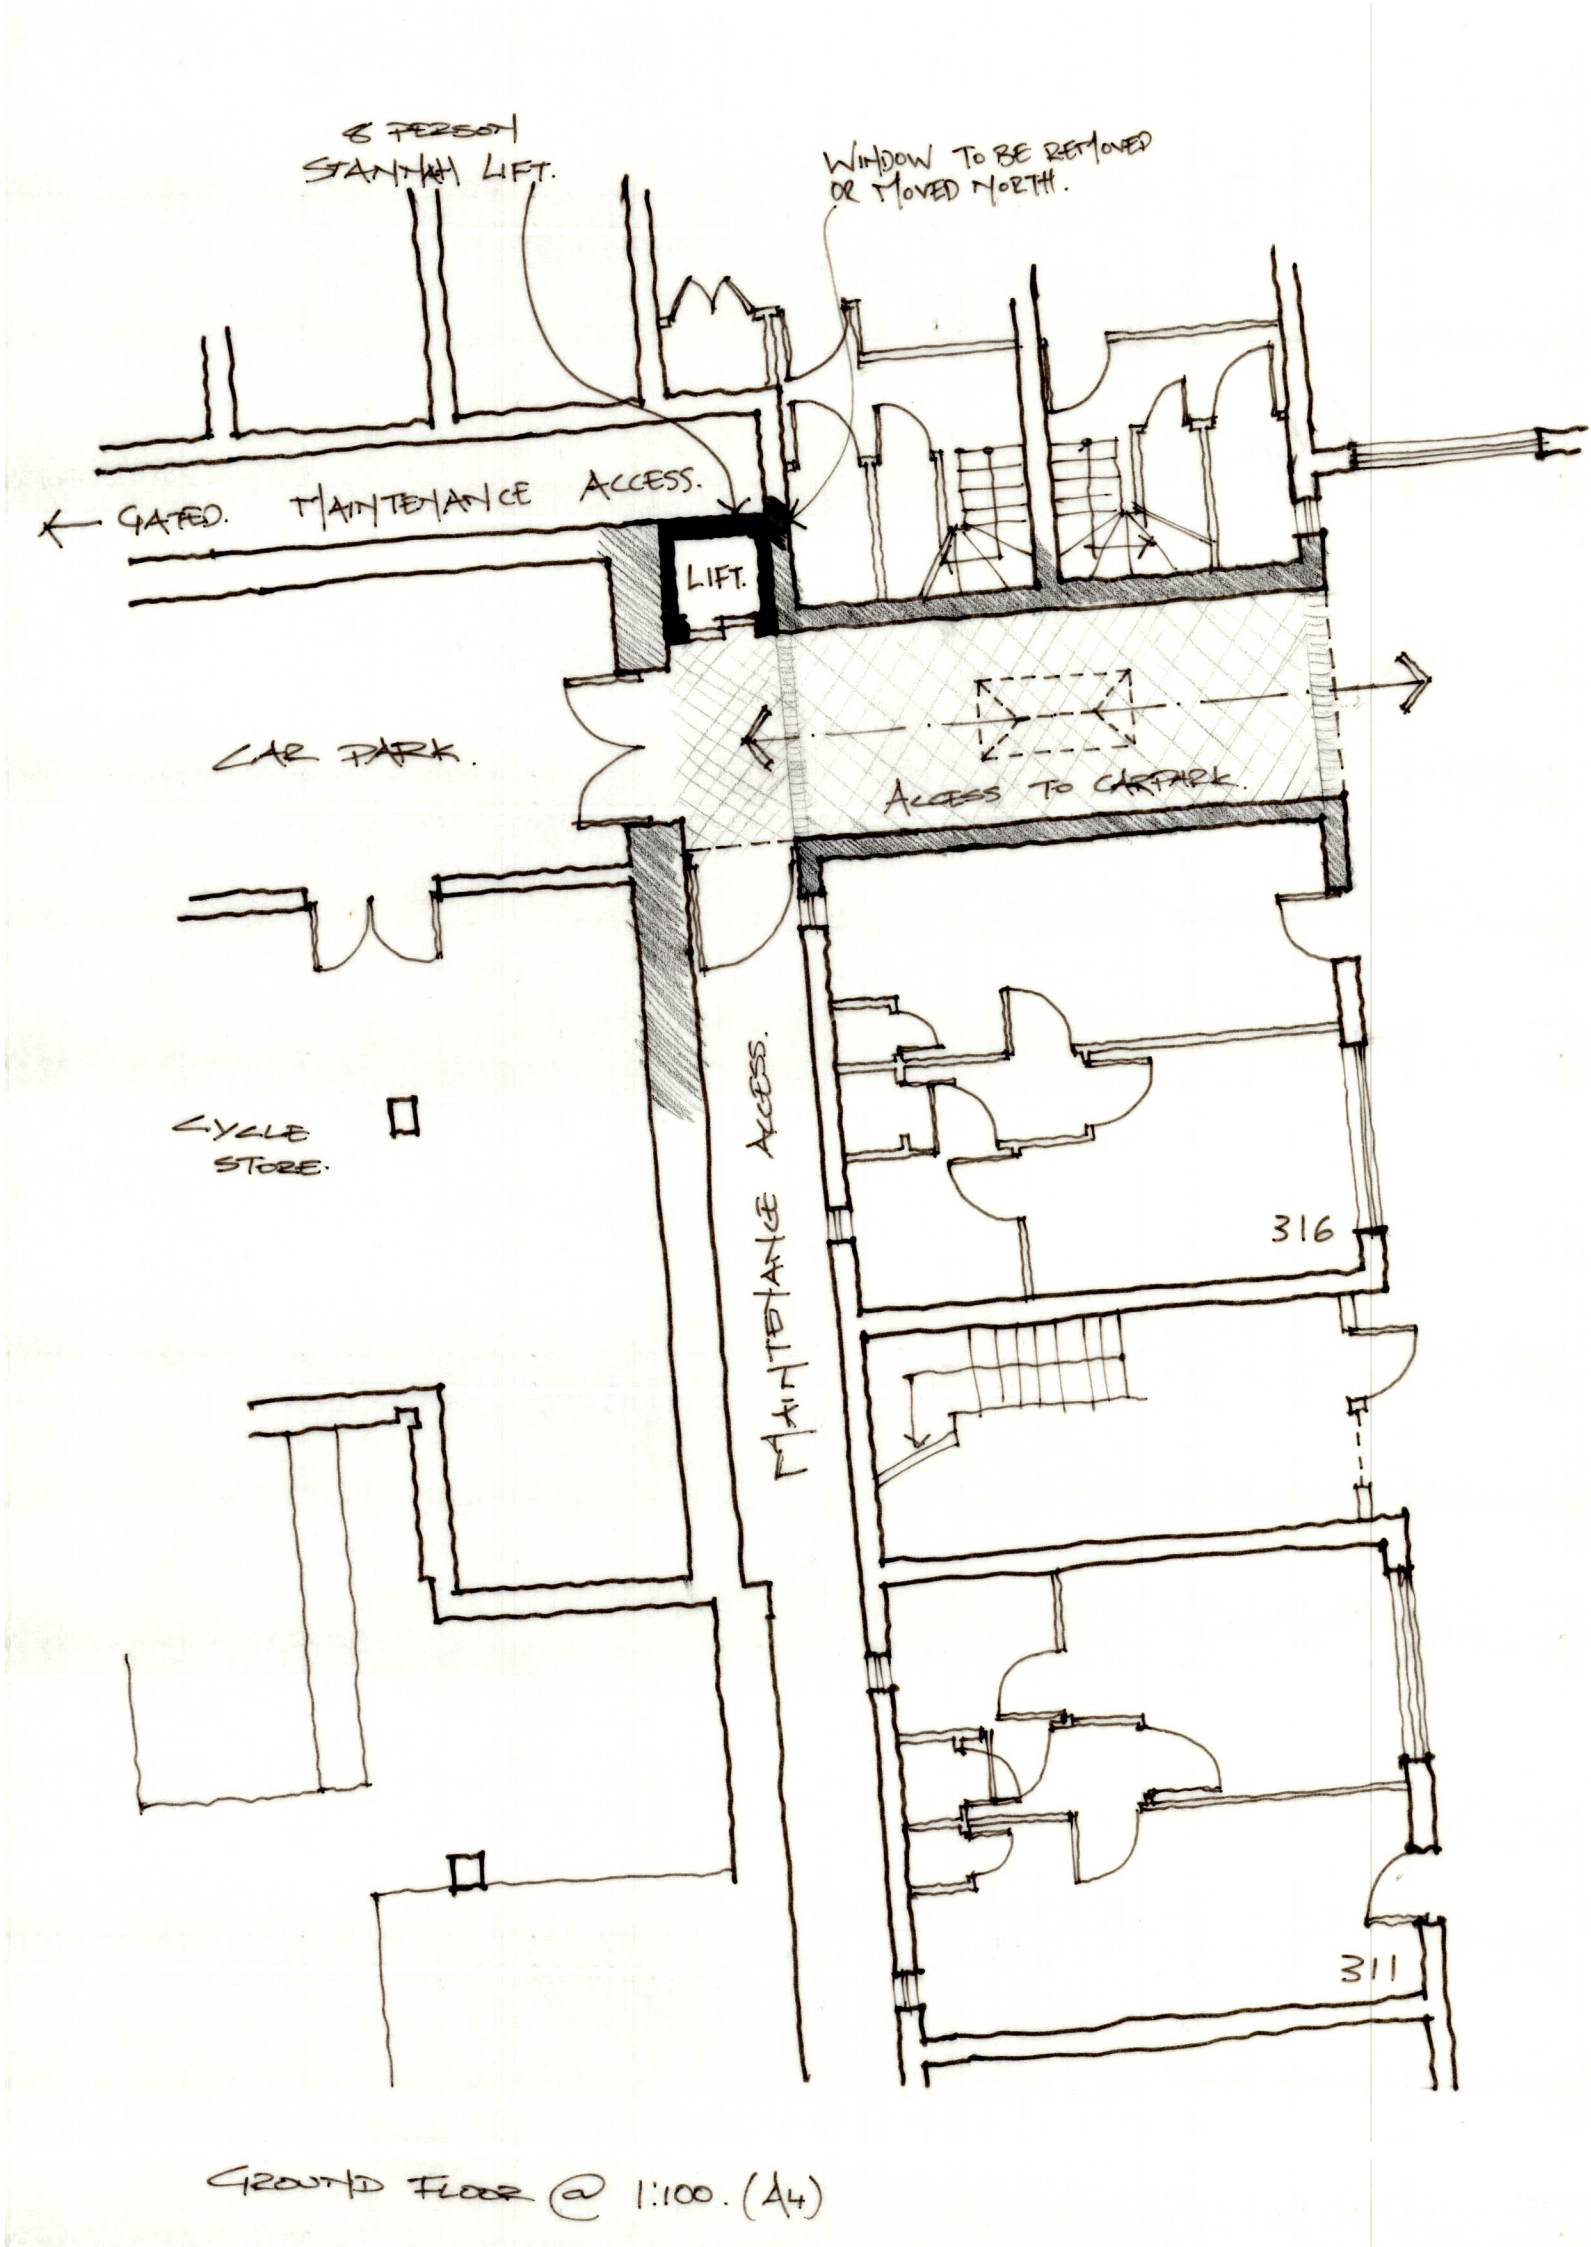 8 PERSON
STANNAH LIFT.
WINDOW TO BE REMOVED
OR MOVED NORTH.
MAINTENANCE ACCESS.
← GATED.
LIFT.
CAR PARK.
ACCESS TO CARPARK.
CYCLE
STORE.
MAINTENANCE ACCESS.
316
311
GROUND FLOOR @ 1:100. (A4)